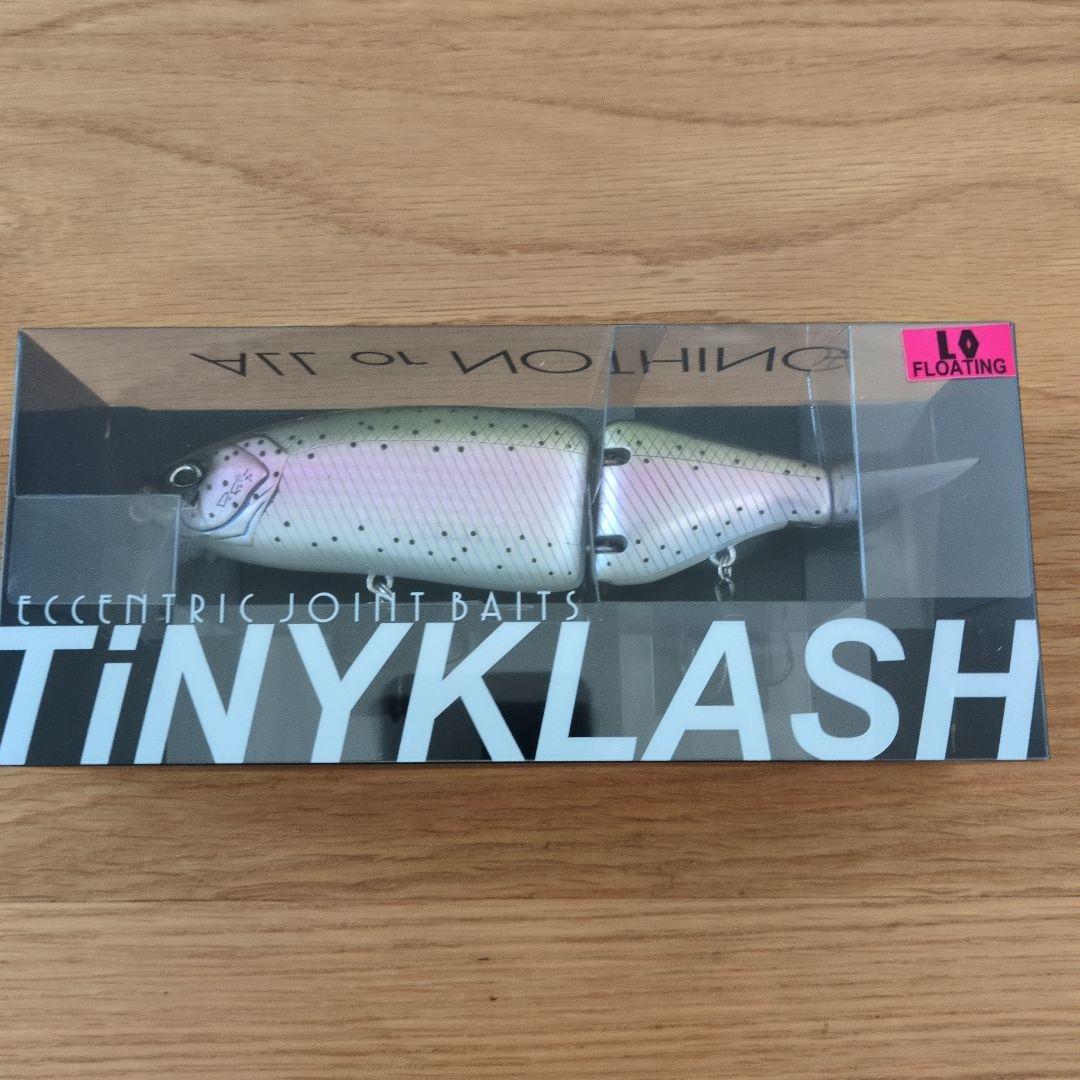 ALL or NOTHING
LO
FLOATING
ECCENTRIC JOINT BAITS
TiNYKLASH